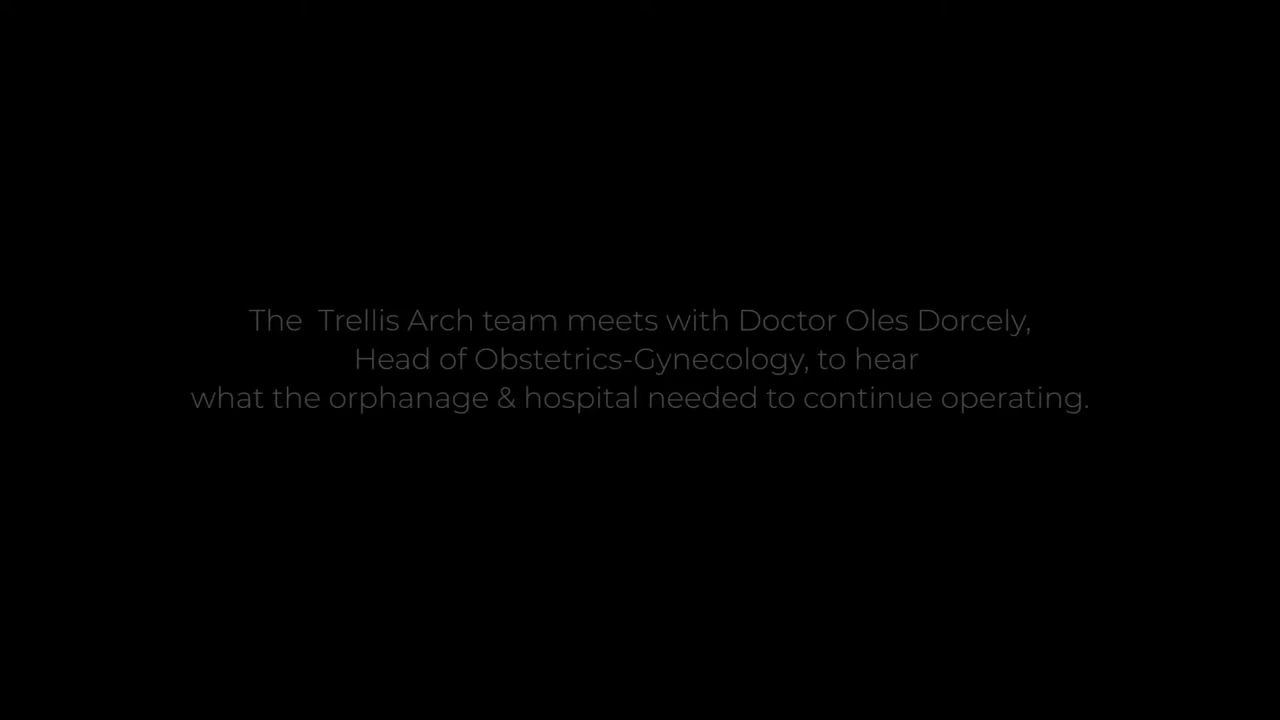 The  Trellis Arch team meets with Doctor Oles Dorcely,
Head of Obstetrics-Gynecology, to hear
what the orphanage & hospital needed to continue operating.